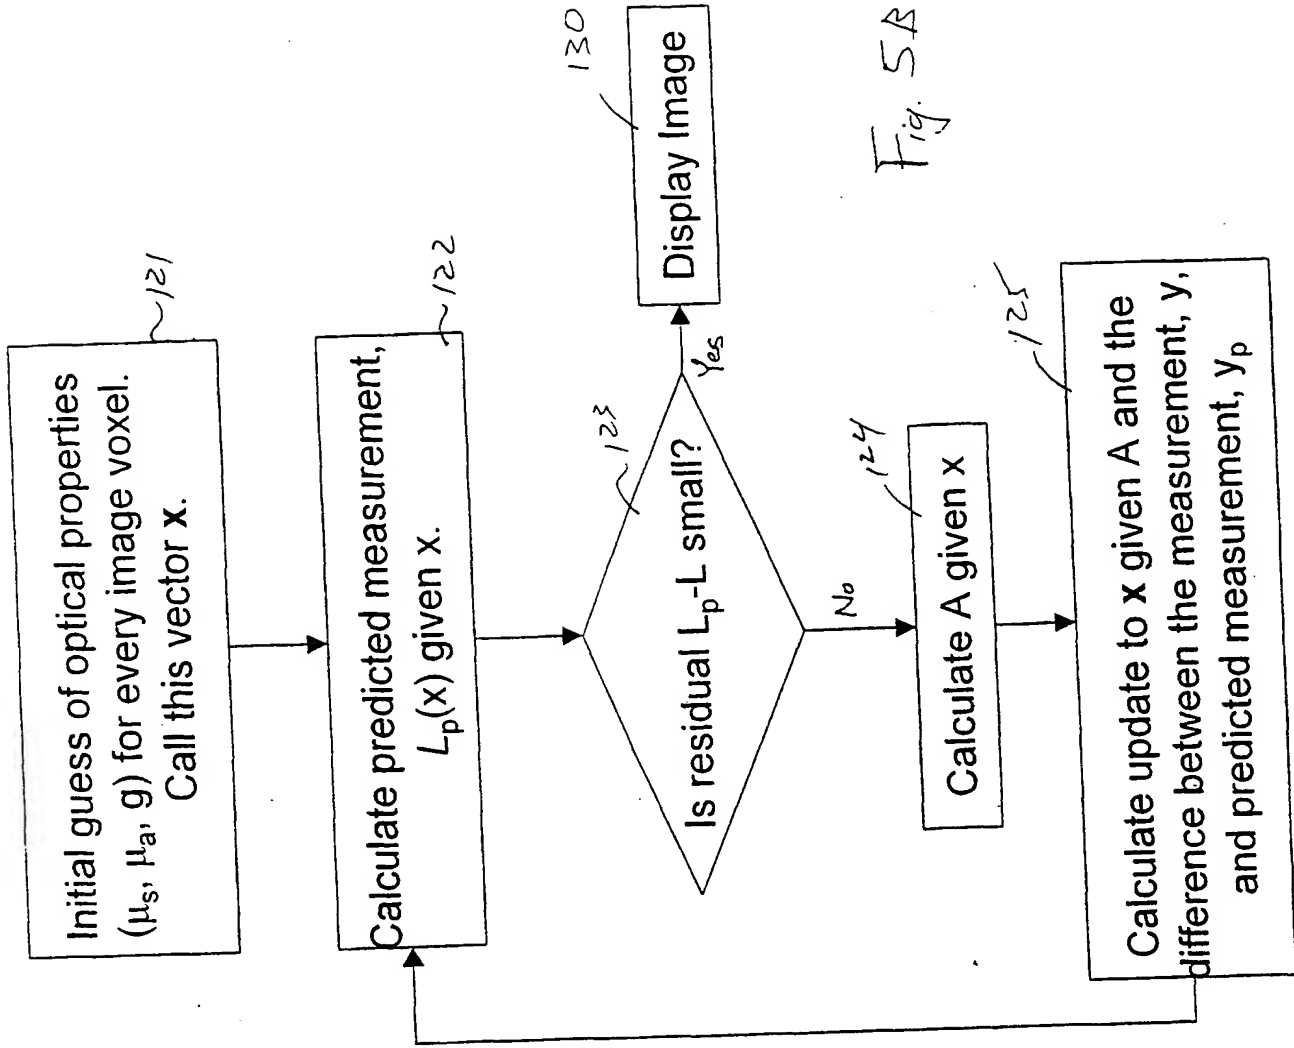 Initial guess of optical properties
(μs, μa, g) for every image voxel.
Call this vector x.
121
Calculate predicted measurement,
Lp(x) given x.
122
Is residual Lp-L small?
123
Yes
Display Image
130
No
Calculate A given x
124
Calculate update to x given A and the
difference between the measurement, y,
and predicted measurement, yp
125
Fig. 5B